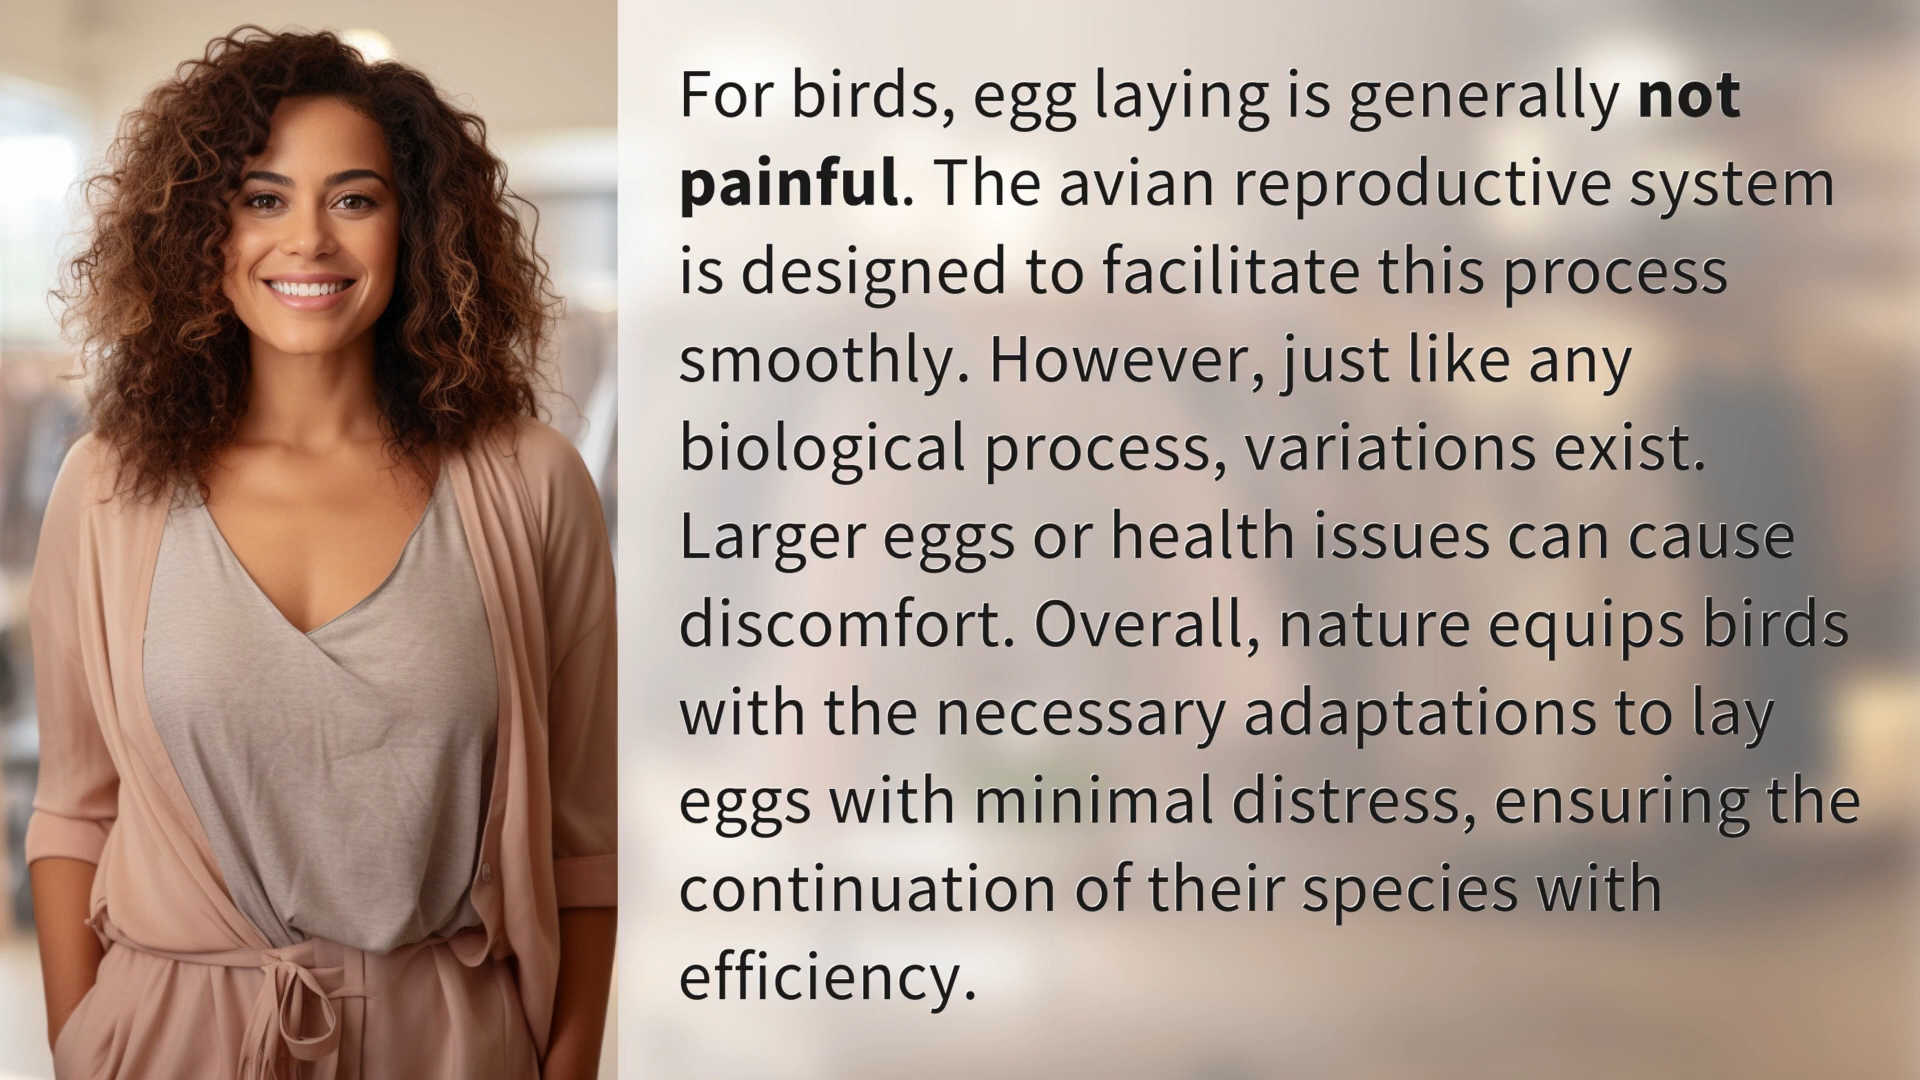 For birds, egg laying is generally not
painful. The avian reproductive system
is designed to facilitate this process
smoothly. However, just like any
biological process, variations exist.
Larger eggs or health issues can cause
discomfort. Overall, nature equips birds
with the necessary adaptations to lay
eggs with minimal distress, ensuring the
continuation of their species with
efficiency.